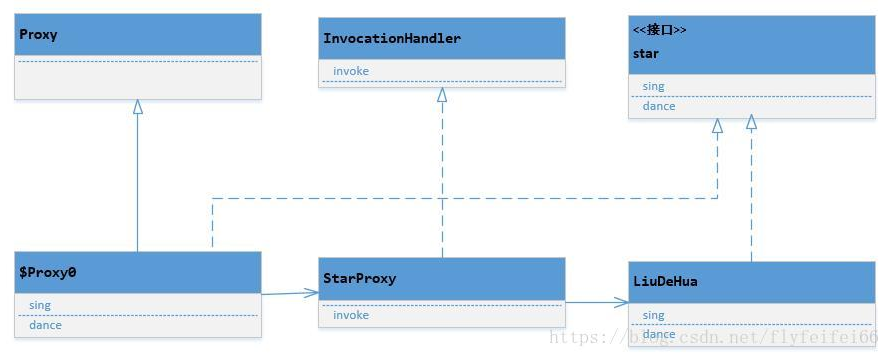 Proxy
InvocationHandler
invoke
<<接口>>
star
sing
dance
$Proxy0
sing
dance
StarProxy
invoke
LiuDeHua
sing
dance
https://blog.csdn.net/flyfeifei66